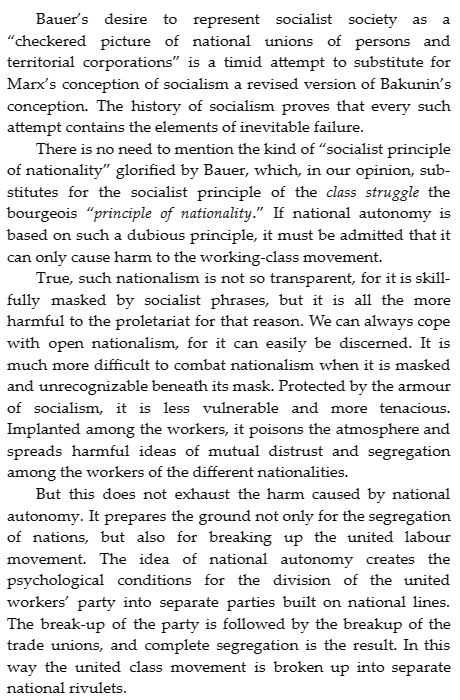 Bauer’s desire to represent socialist society as a
“checkered picture of national unions of persons and
territorial corporations” is a timid attempt to substitute for
Marx’s conception of socialism a revised version of Bakunin’s
conception. The history of socialism proves that every such
attempt contains the elements of inevitable failure.
There is no need to mention the kind of “socialist principle
of nationality” glorified by Bauer, which, in our opinion, sub-
stitutes for the socialist principle of the class struggle the
bourgeois “principle of nationality.” If national autonomy is
based on such a dubious principle, it must be admitted that it
can only cause harm to the working-class movement.
True, such nationalism is not so transparent, for it is skill-
fully masked by socialist phrases, but it is all the more
harmful to the proletariat for that reason. We can always cope
with open nationalism, for it can easily be discerned. It is
much more difficult to combat nationalism when it is masked
and unrecognizable beneath its mask. Protected by the armour
of socialism, it is less vulnerable and more tenacious.
Implanted among the workers, it poisons the atmosphere and
spreads harmful ideas of mutual distrust and segregation
among the workers of the different nationalities.
But this does not exhaust the harm caused by national
autonomy. It prepares the ground not only for the segregation
of nations, but also for breaking up the united labour
movement. The idea of national autonomy creates the
psychological conditions for the division of the united
workers’ party into separate parties built on national lines.
The break-up of the party is followed by the breakup of the
trade unions, and complete segregation is the result. In this
way the united class movement is broken up into separate
national rivulets.